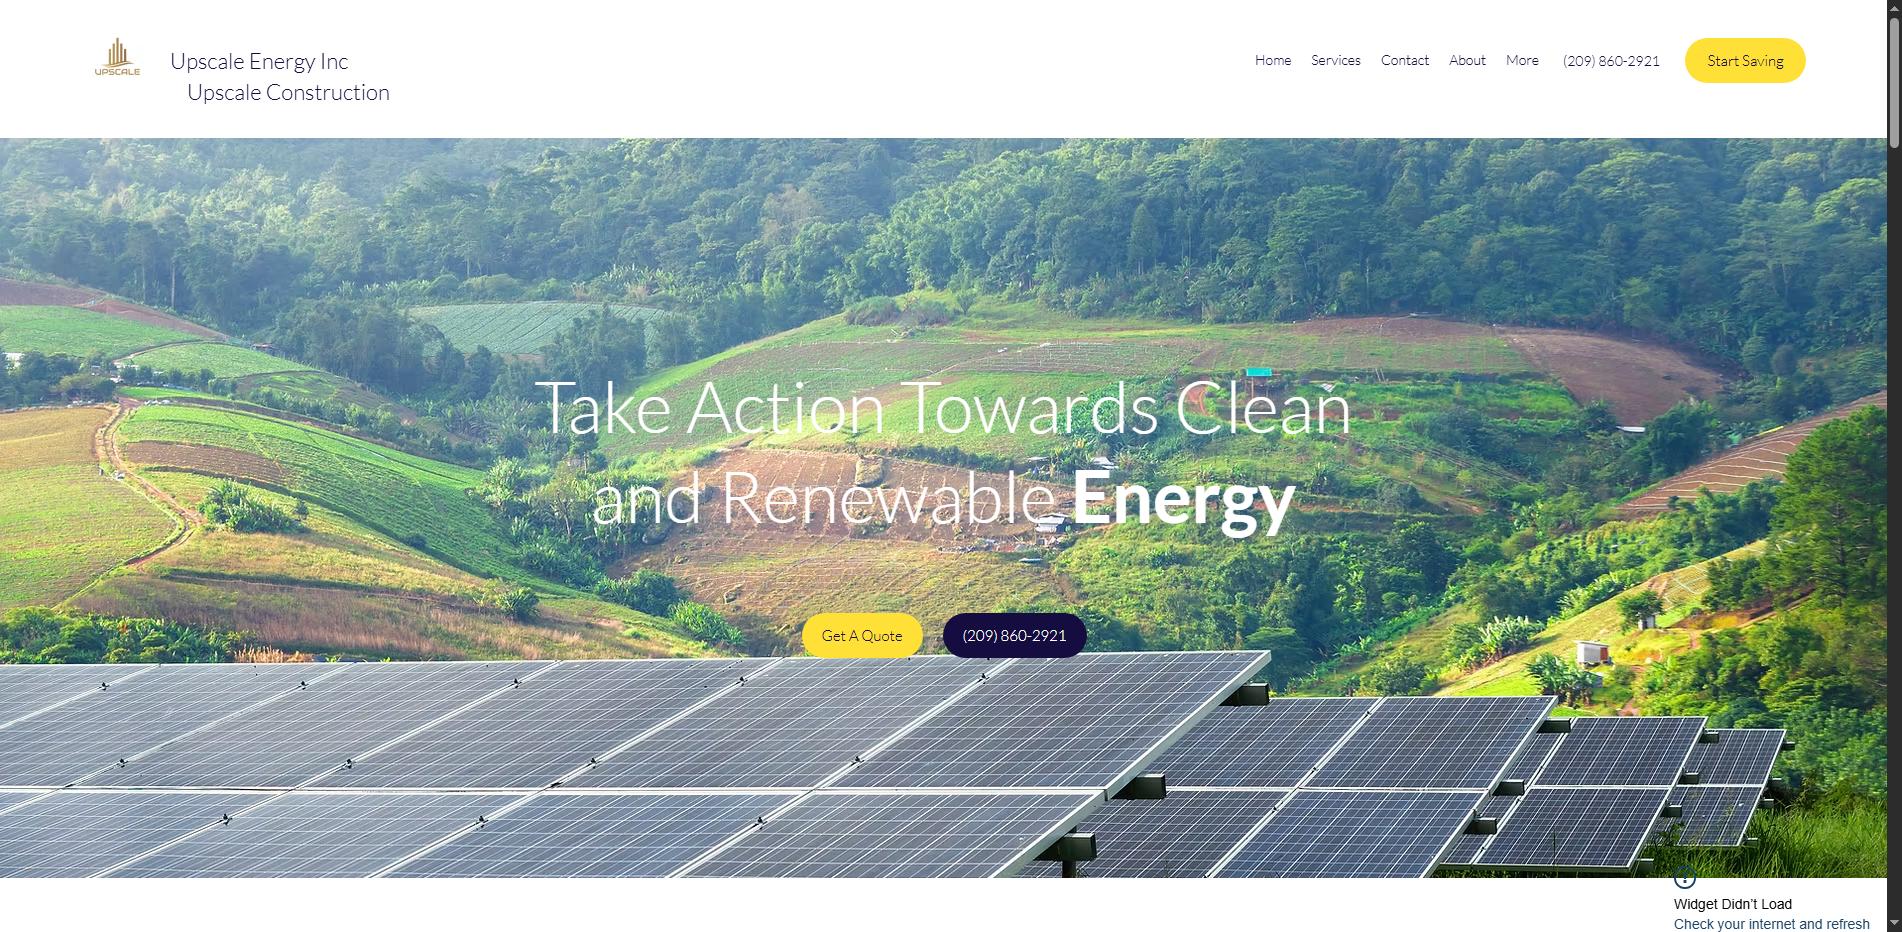 UPSCALE
Upscale Energy Inc
Upscale Construction
Home Services Contact About More (209) 860-2921 Start Saving
Take Action Towards Clean
and Renewable Energy
Get A Quote (209) 860-2921
Widget Didn’t Load
Check your internet and refresh